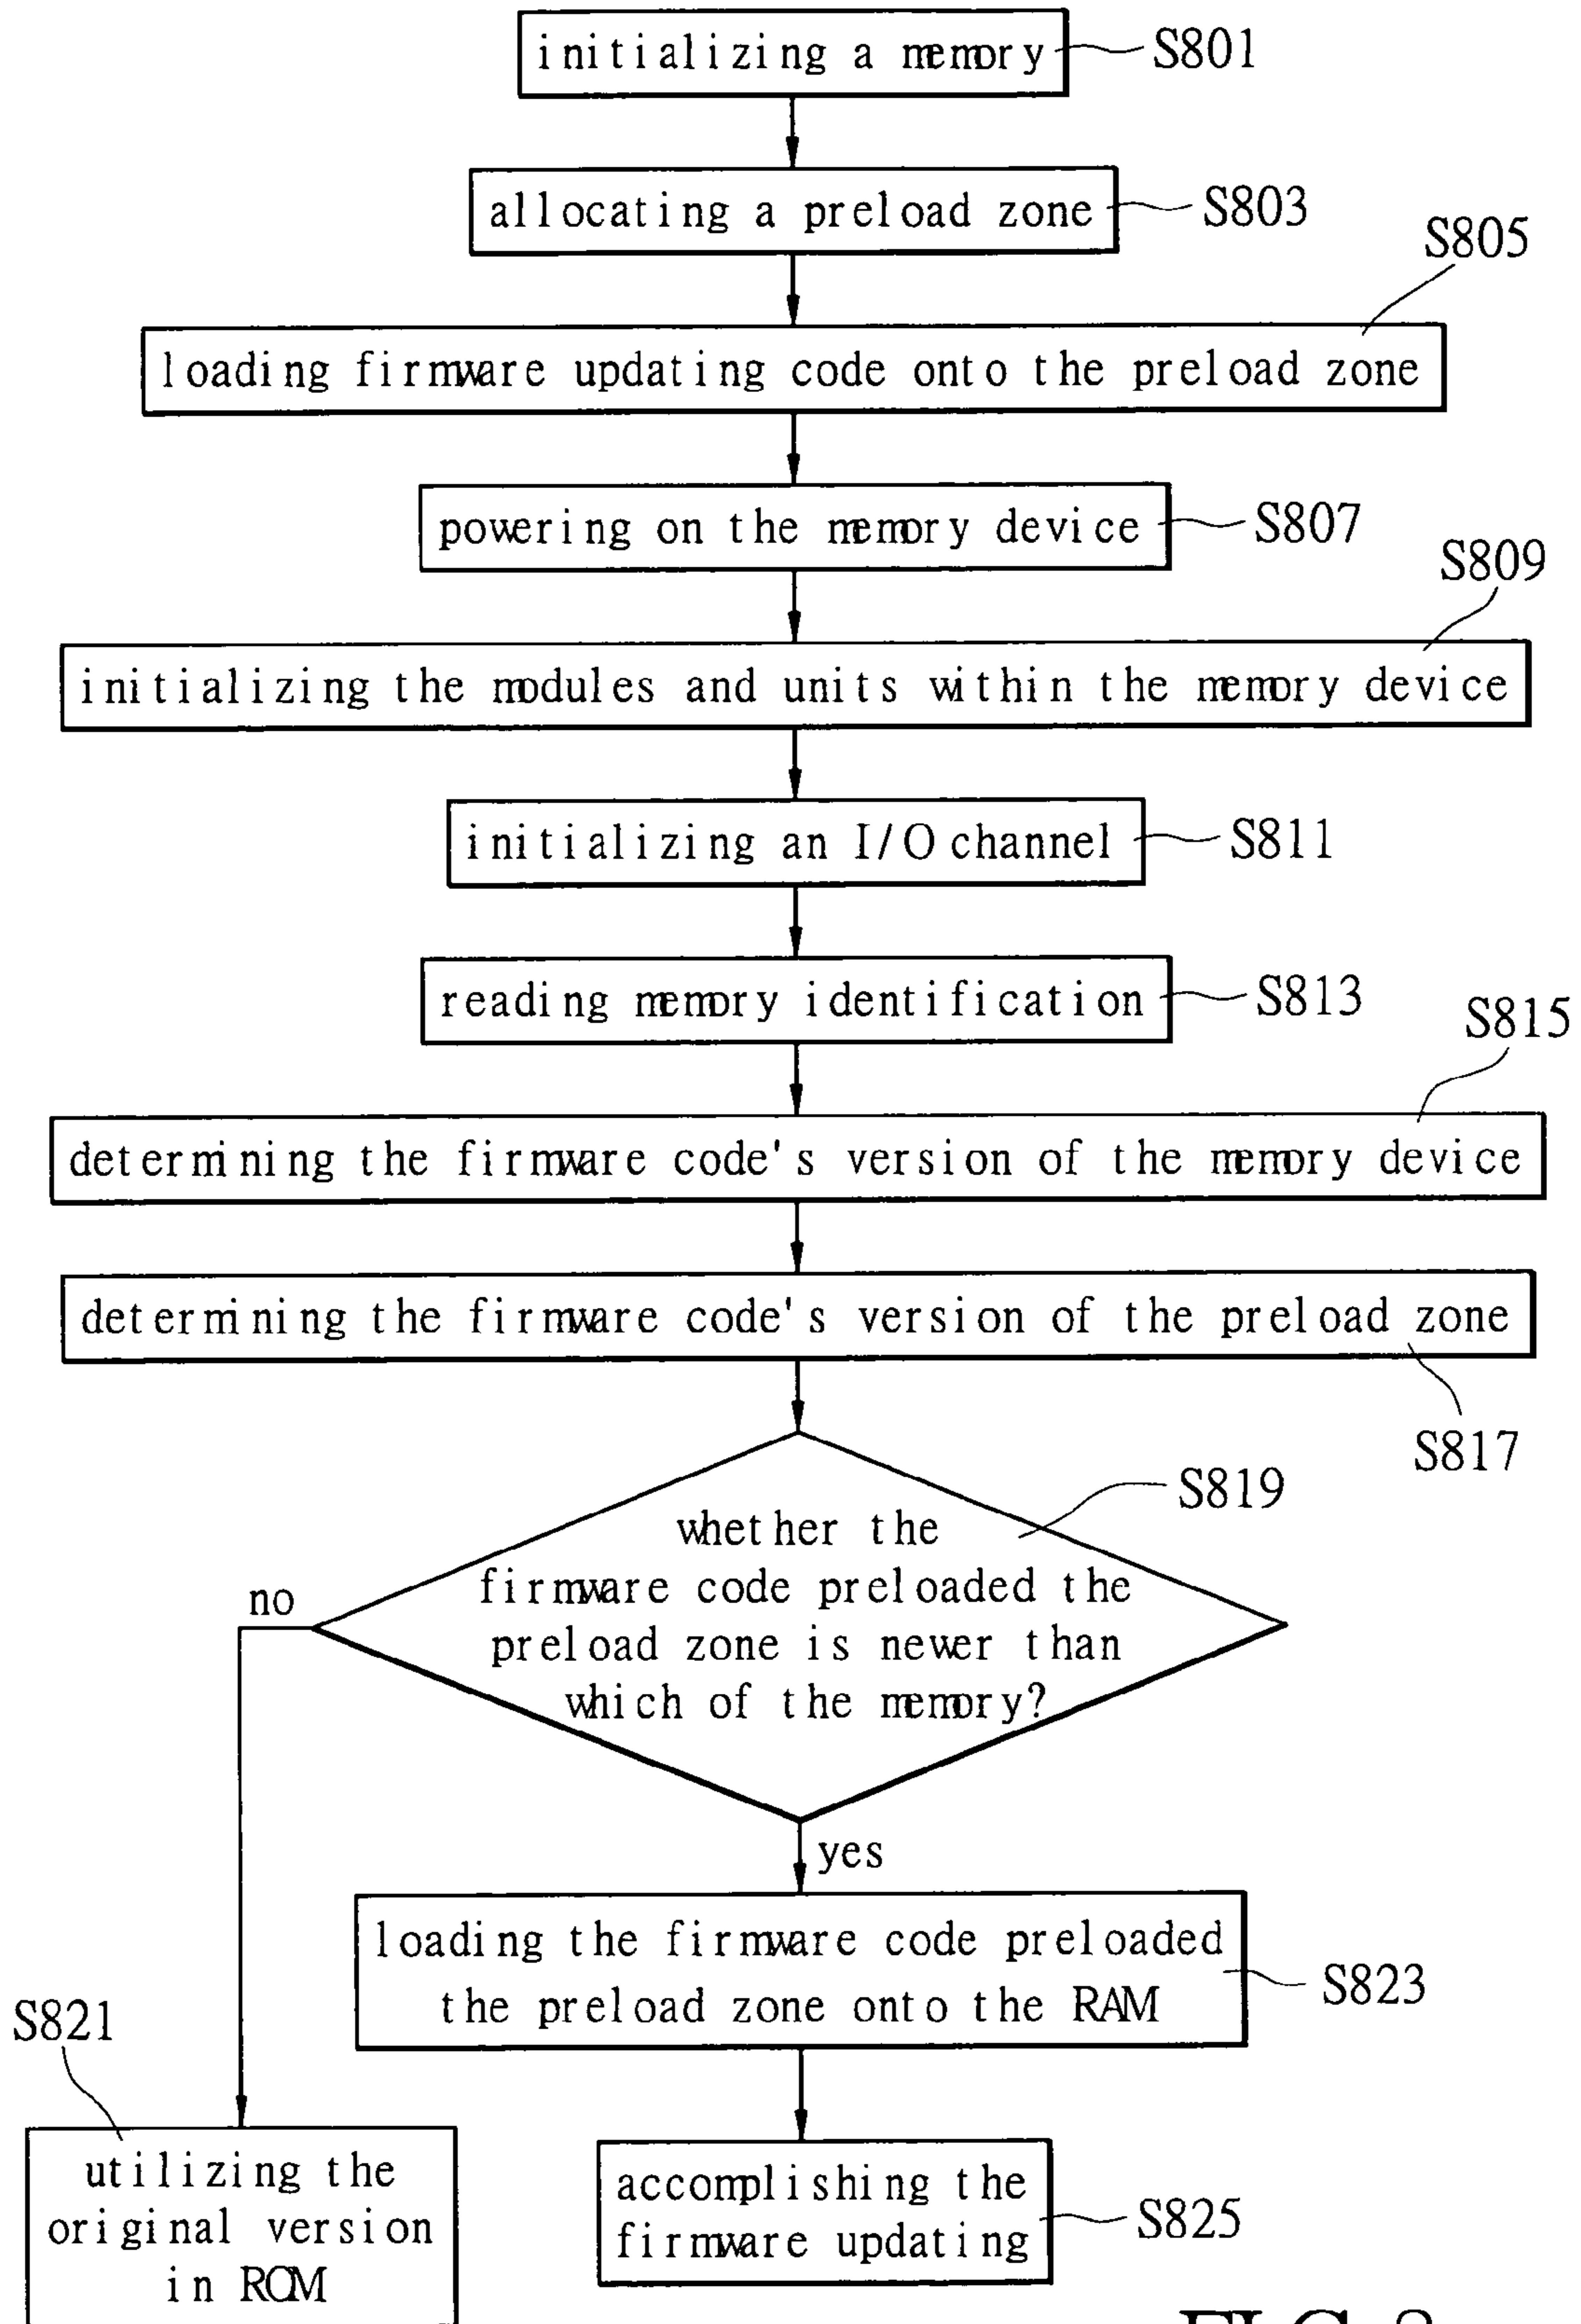 initializing a memory
S801
allocating a preload zone
S803
S805
loading firmware updating code onto the preload zone
powering on the memory device
S807
S809
initializing the modules and units within the memory device
initializing an I/O channel
S811
reading memory identification
S813
S815
determining the firmware code's version of the memory device
determining the firmware code's version of the preload zone
S817
S819
whether the
firmware code preloaded the
preload zone is newer than
which of the memory?
no
yes
loading the firmware code preloaded
the preload zone onto the RAM
S823
S821
utilizing the
original version
in ROM
accomplishing the
firmware updating
S825